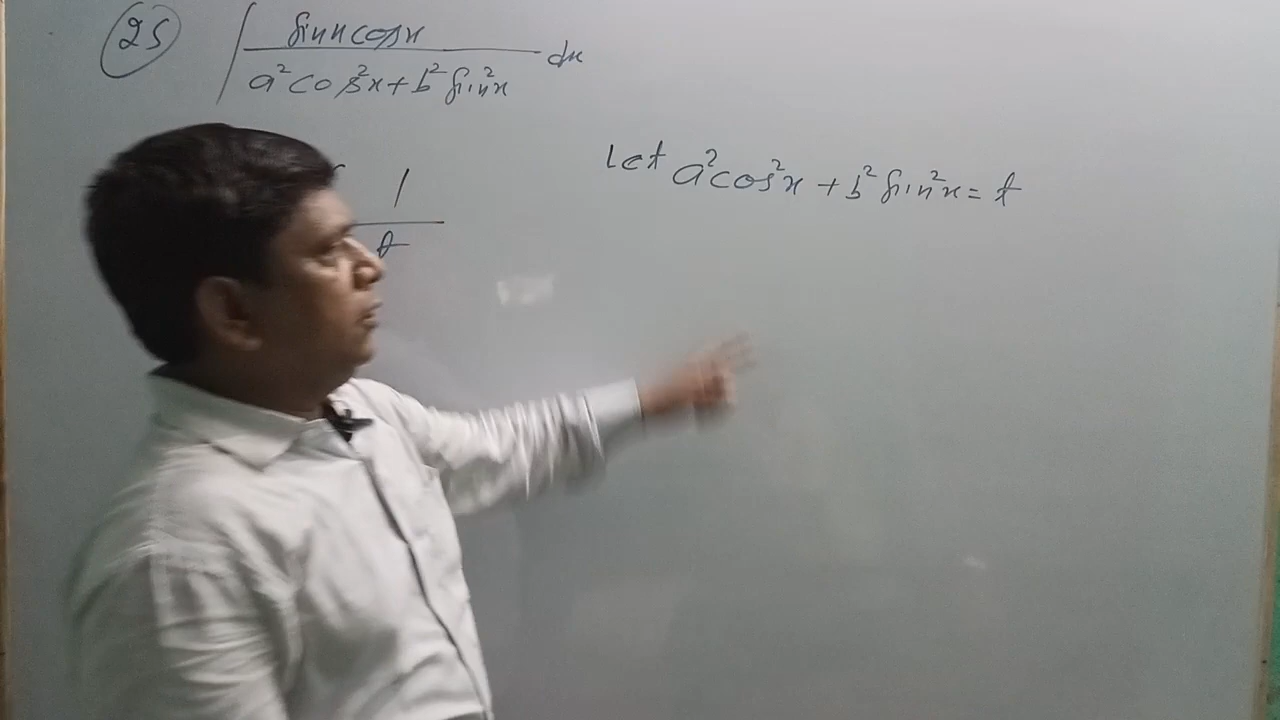 25 ∫ sinx cosx / a²cos²x + b²sin²x dx
Let a²cos²x + b²sin²x = t
1 / t